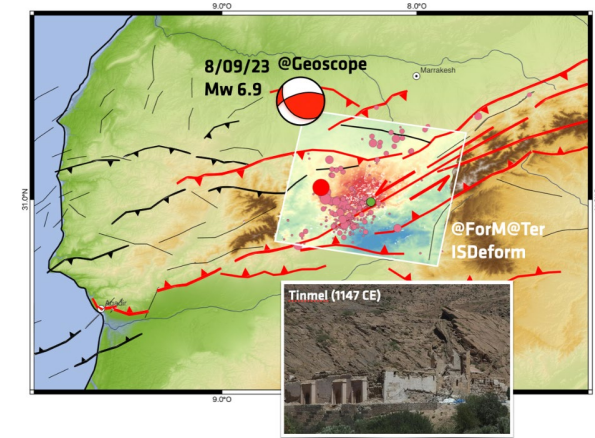 9.0°O
8.0°O
8/09/23 @Geoscope
Mw 6.9
Marrakesh
31.0°N
@ForM@Ter
ISDeform
Tinmel (1147 CE)
9.0°O
8.0°O